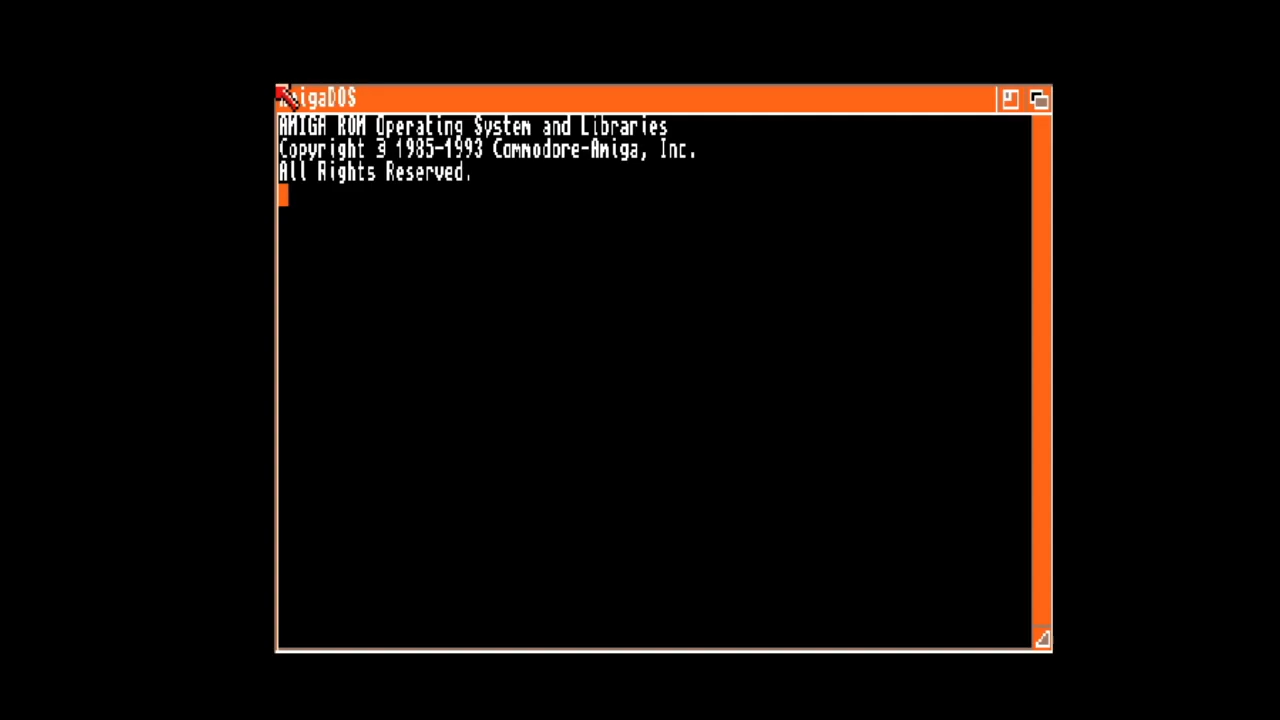 AmigaDOS
AMIGA ROM Operating System and Libraries
Copyright © 1985-1993 Commodore-Amiga, Inc.
All Rights Reserved.